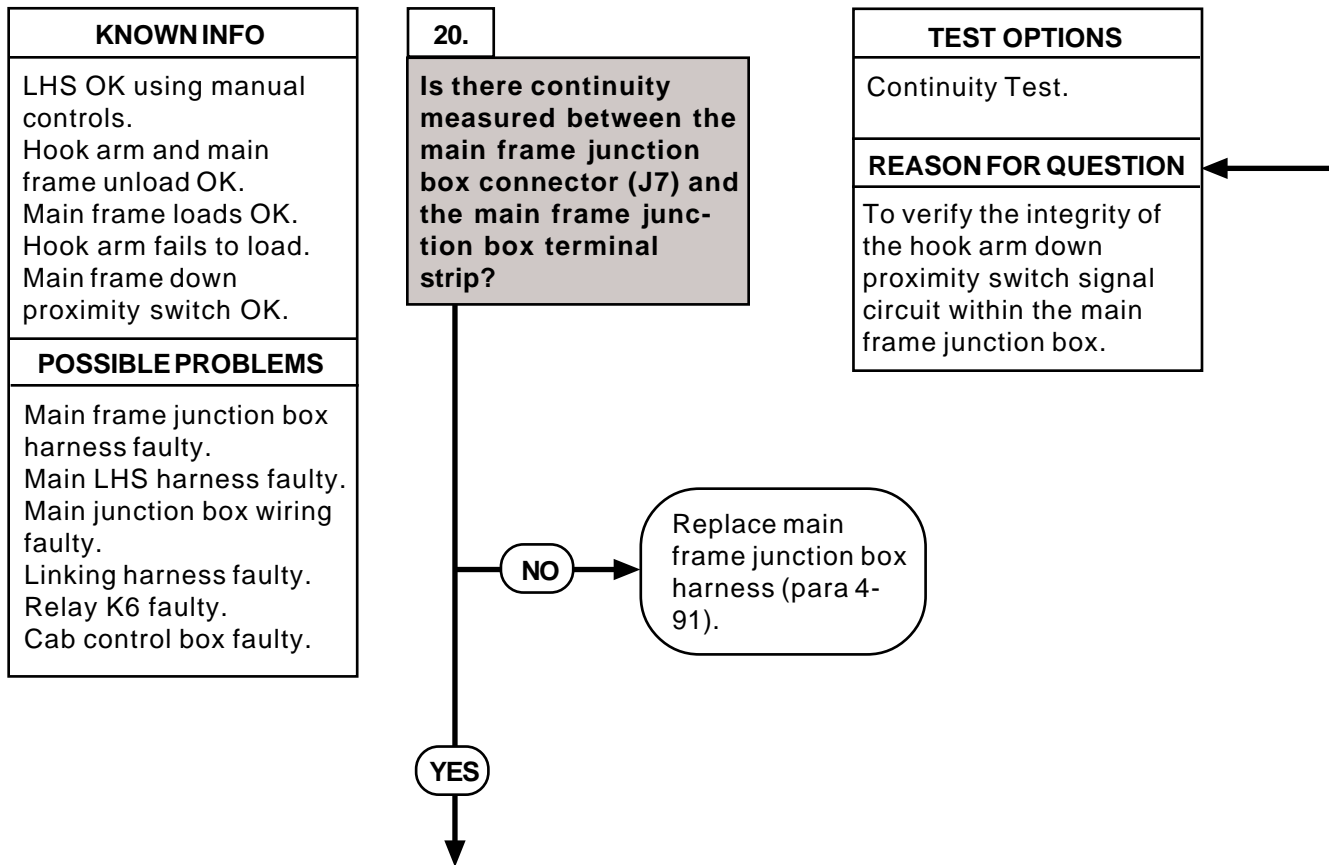 KNOWN INFO
LHS OK using manual
controls.
Hook arm and main
frame unload OK.
Main frame loads OK.
Hook arm fails to load.
Main frame down
proximity switch OK.
POSSIBLE PROBLEMS
Main frame junction box
harness faulty.
Main LHS harness faulty.
Main junction box wiring
faulty.
Linking harness faulty.
Relay K6 faulty.
Cab control box faulty.
20.
Is there continuity
measured between the
main frame junction
box connector (J7) and
the main frame junc-
tion box terminal
strip?
NO
Replace main
frame junction box
harness (para 4-
91).
YES
TEST OPTIONS
Continuity Test.
REASON FOR QUESTION
To verify the integrity of
the hook arm down
proximity switch signal
circuit within the main
frame junction box.